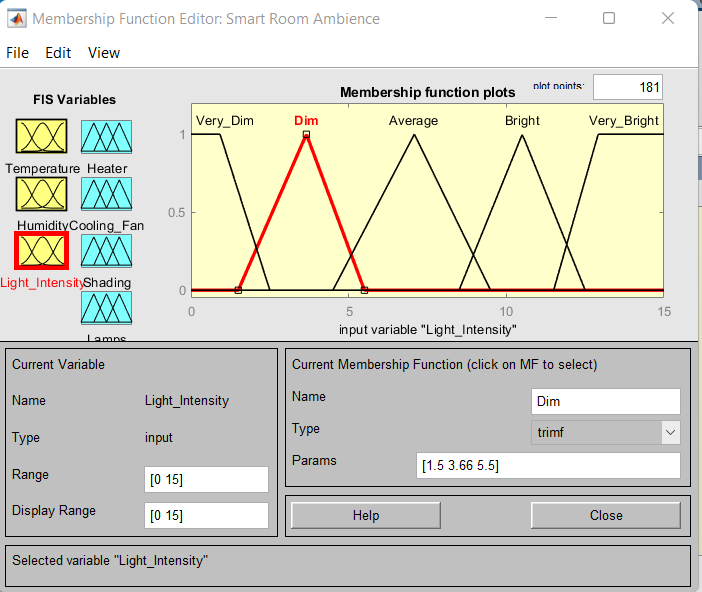 Membership Function Editor: Smart Room Ambience
File Edit View
FIS Variables
Temperature Heater
Humidity Cooling_Fan
Light_Intensity Shading
Lamps
Membership function plots plot points: 181
Very_Dim Dim Average Bright Very_Bright
1
0.5
0
0 5 10 15
input variable "Light_Intensity"
Current Variable
Name Light_Intensity
Type input
Range [0 15]
Display Range [0 15]
Current Membership Function (click on MF to select)
Name Dim
Type trimf
Params [1.5 3.66 5.5]
Help Close
Selected variable "Light_Intensity"